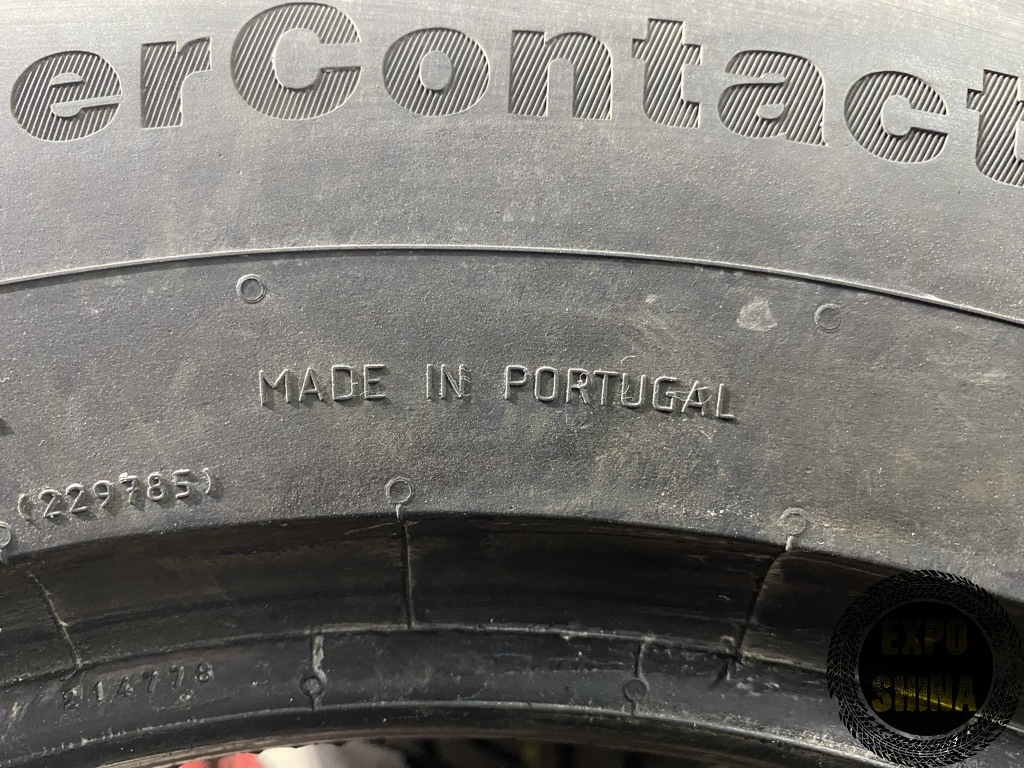 erContact
MADE IN PORTUGAL
(229785)
214778
EXPO
SHINA